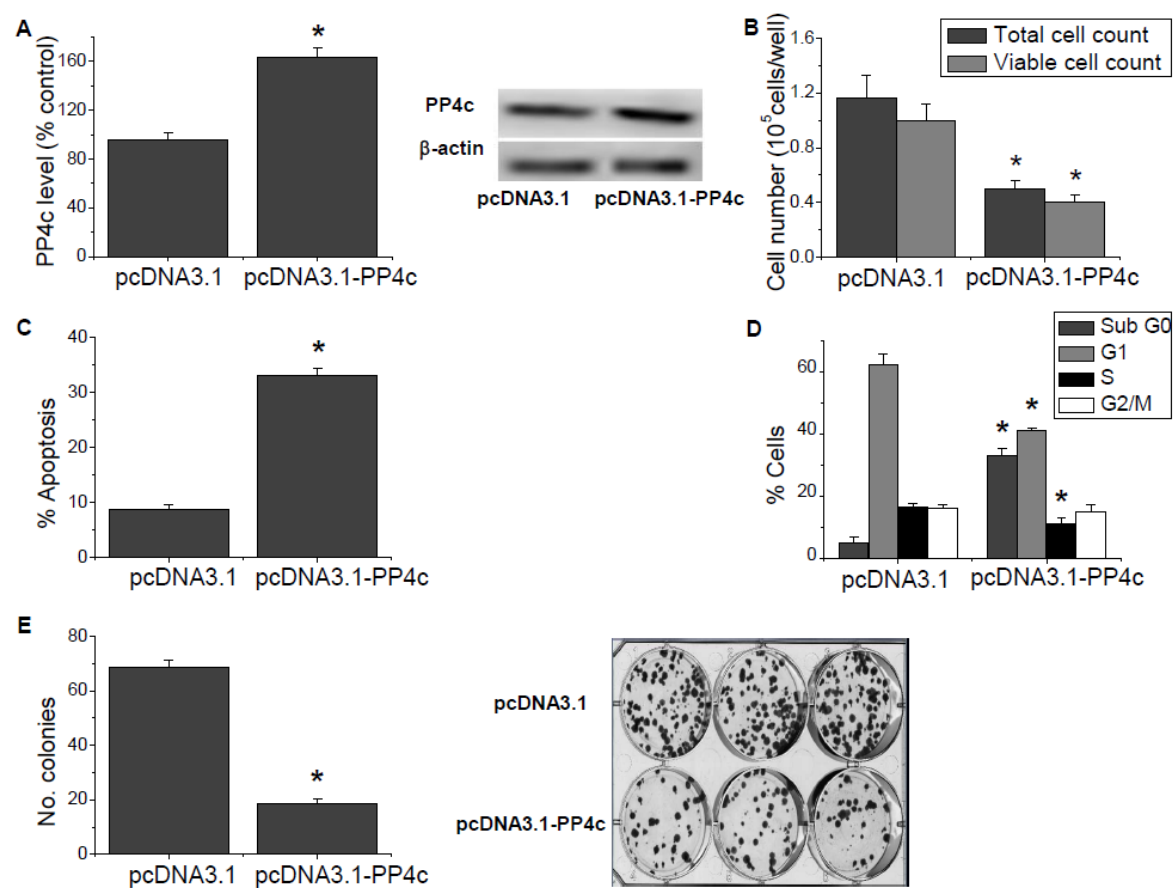 A
PP4c level (% control)
160
120
80
40
0
*
pcDNA3.1
pcDNA3.1-PP4c
PP4c
β-actin
pcDNA3.1
pcDNA3.1-PP4c
B
Total cell count
Viable cell count
Cell number (10⁵cells/well)
1.6
1.2
0.8
0.4
0.0
*
*
pcDNA3.1
pcDNA3.1-PP4c
C
% Apoptosis
40
30
20
10
0
*
pcDNA3.1
pcDNA3.1-PP4c
D
Sub G0
G1
S
G2/M
% Cells
60
40
20
0
*
*
*
pcDNA3.1
pcDNA3.1-PP4c
E
No. colonies
80
60
40
20
0
*
pcDNA3.1
pcDNA3.1-PP4c
pcDNA3.1
pcDNA3.1-PP4c